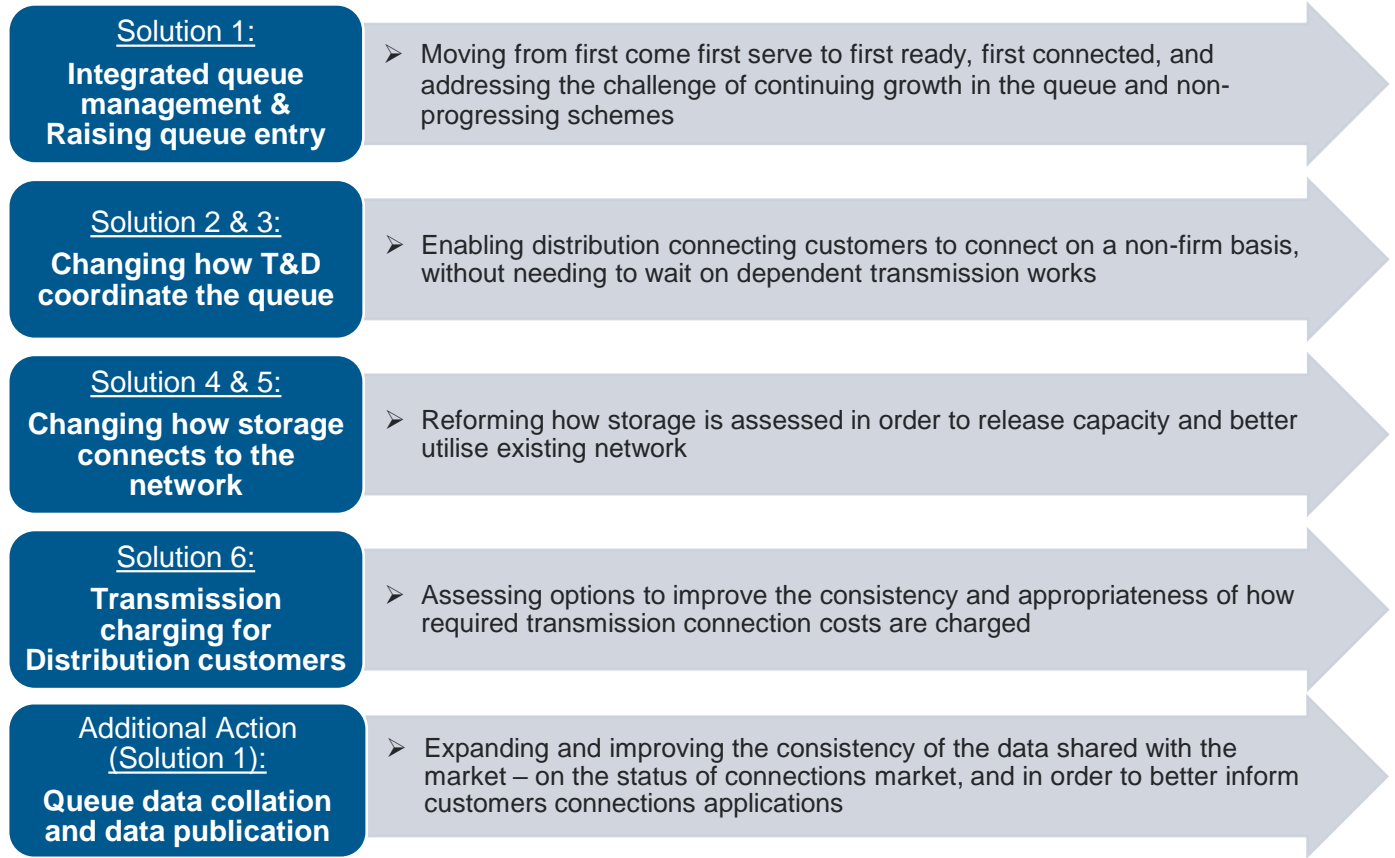 Solution 1:
Integrated queue
management &
Raising queue entry
➢ Moving from first come first serve to first ready, first connected, and
addressing the challenge of continuing growth in the queue and non-
progressing schemes
Solution 2 & 3:
Changing how T&D
coordinate the queue
➢ Enabling distribution connecting customers to connect on a non-firm basis,
without needing to wait on dependent transmission works
Solution 4 & 5:
Changing how storage
connects to the
network
➢ Reforming how storage is assessed in order to release capacity and better
utilise existing network
Solution 6:
Transmission
charging for
Distribution customers
➢ Assessing options to improve the consistency and appropriateness of how
required transmission connection costs are charged
Additional Action
(Solution 1):
Queue data collation
and data publication
➢ Expanding and improving the consistency of the data shared with the
market – on the status of connections market, and in order to better inform
customers connections applications